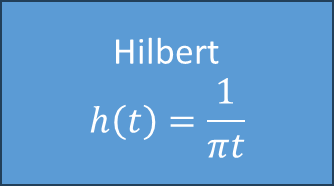 Hilbert
h(t) = 1/πt